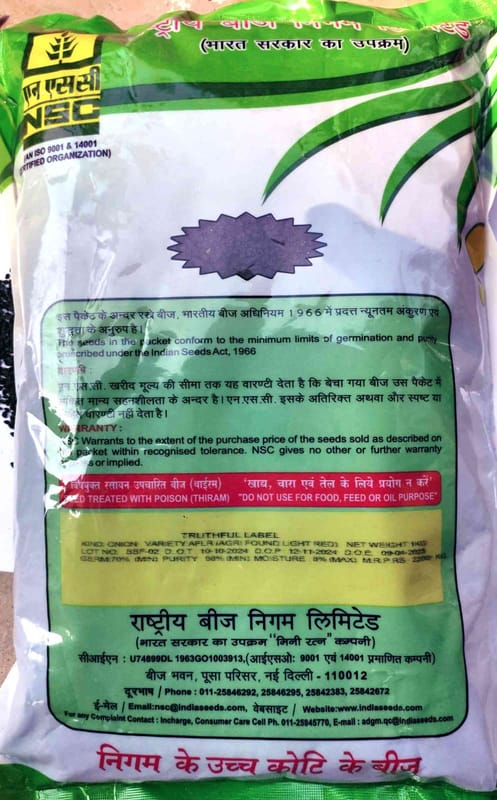 राष्ट्रीय बीज निगम
(भारत सरकार का उपक्रम)
एन एस सी
NSC
(AN ISO 9001 & 14001
CERTIFIED ORGANIZATION)
इस पैकेट के अन्दर रखे बीज, भारतीय बीज अधिनियम 1966 में प्रदत्त न्यूनतम अंकुरण एवं
शुद्धता के अनुरुप है।
The seeds in the packet conform to the minimum limits of germination and purity
prescribed under the Indian Seeds Act, 1966
एन.एस.सी. खरीद मूल्य की सीमा तक यह वारण्टी देता है कि बेचा गया बीज उस पैकेट में
मान्य सहनशीलता के अन्दर है। एन.एस.सी. इसके अतिरिक्त अथवा और स्पष्ट या
वारण्टी नहीं देता है।
WARRANTY:
NSC Warrants to the extent of the purchase price of the seeds sold as described on
packet within recognised tolerance. NSC gives no other or further warranty
or implied.
विषयुक्त रसायन उपचारित बीज (थाईरम) 'खाद्य, चारा एवं तेल के लिये प्रयोग न करें'
SEED TREATED WITH POISON (THIRAM) "DO NOT USE FOR FOOD, FEED OR OIL PURPOSE"
TRUTHFUL LABEL
KIND: ONION VARIETY AFLR (AGRI FOUND LIGHT RED) NET WEIGHT 1KG
LOT NO. SSF-02 D.O.T 10-10-2024 D.O.P 12-11-2024 D.O.E. 09-04-2025
GERM:70% (MIN) PURITY 98% (MIN) MOISTURE 8% (MAX) M.R.P RS
राष्ट्रीय बीज निगम लिमिटेड
(भारत सरकार का उपक्रम "मिनी रत्न" कम्पनी)
सीआईएन : U74899DL 1963GO1003913,(आईएसओ: 9001 एवं 14001 प्रमाणित कम्पनी)
बीज भवन, पूसा परिसर, नई दिल्ली - 110012
दूरभाष / Phone : 011-25846292, 25846295, 25842383, 25842672
ई-मेल / Email:nsc@indiaseeds.com, वेबसाइट / Website:www.indiaseeds.com
For any Complaint Contact : Incharge, Consumer Care Cell Ph. 011-25845770, E-mail : adgm.qc@indiaseeds.com
निगम के उच्च कोटि के बीज